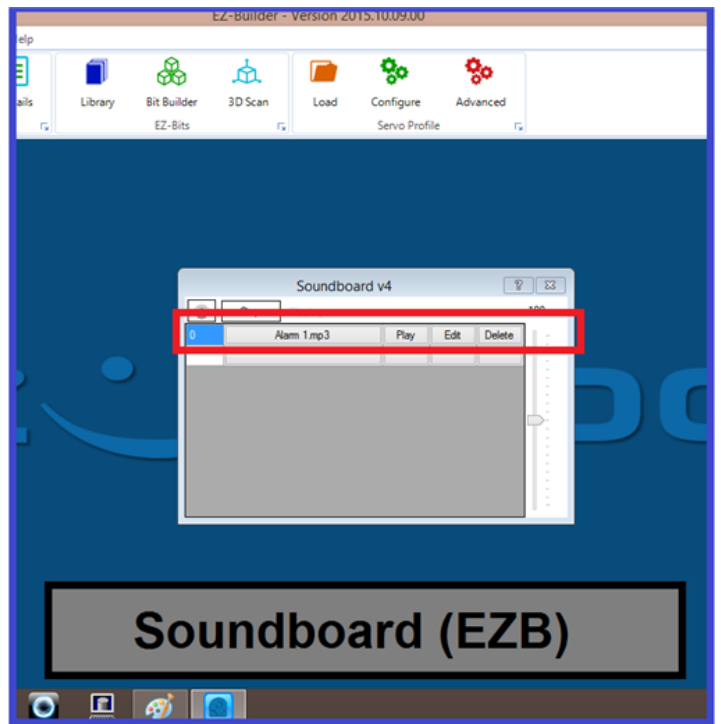 EZ-Builder - Version 2015.10.09.00
elp
ails Library Bit Builder 3D Scan Load Configure Advanced
EZ-Bits Servo Profile
Soundboard v4
100
0 Alarm 1.mp3 Play Edit Delete
Soundboard (EZB)